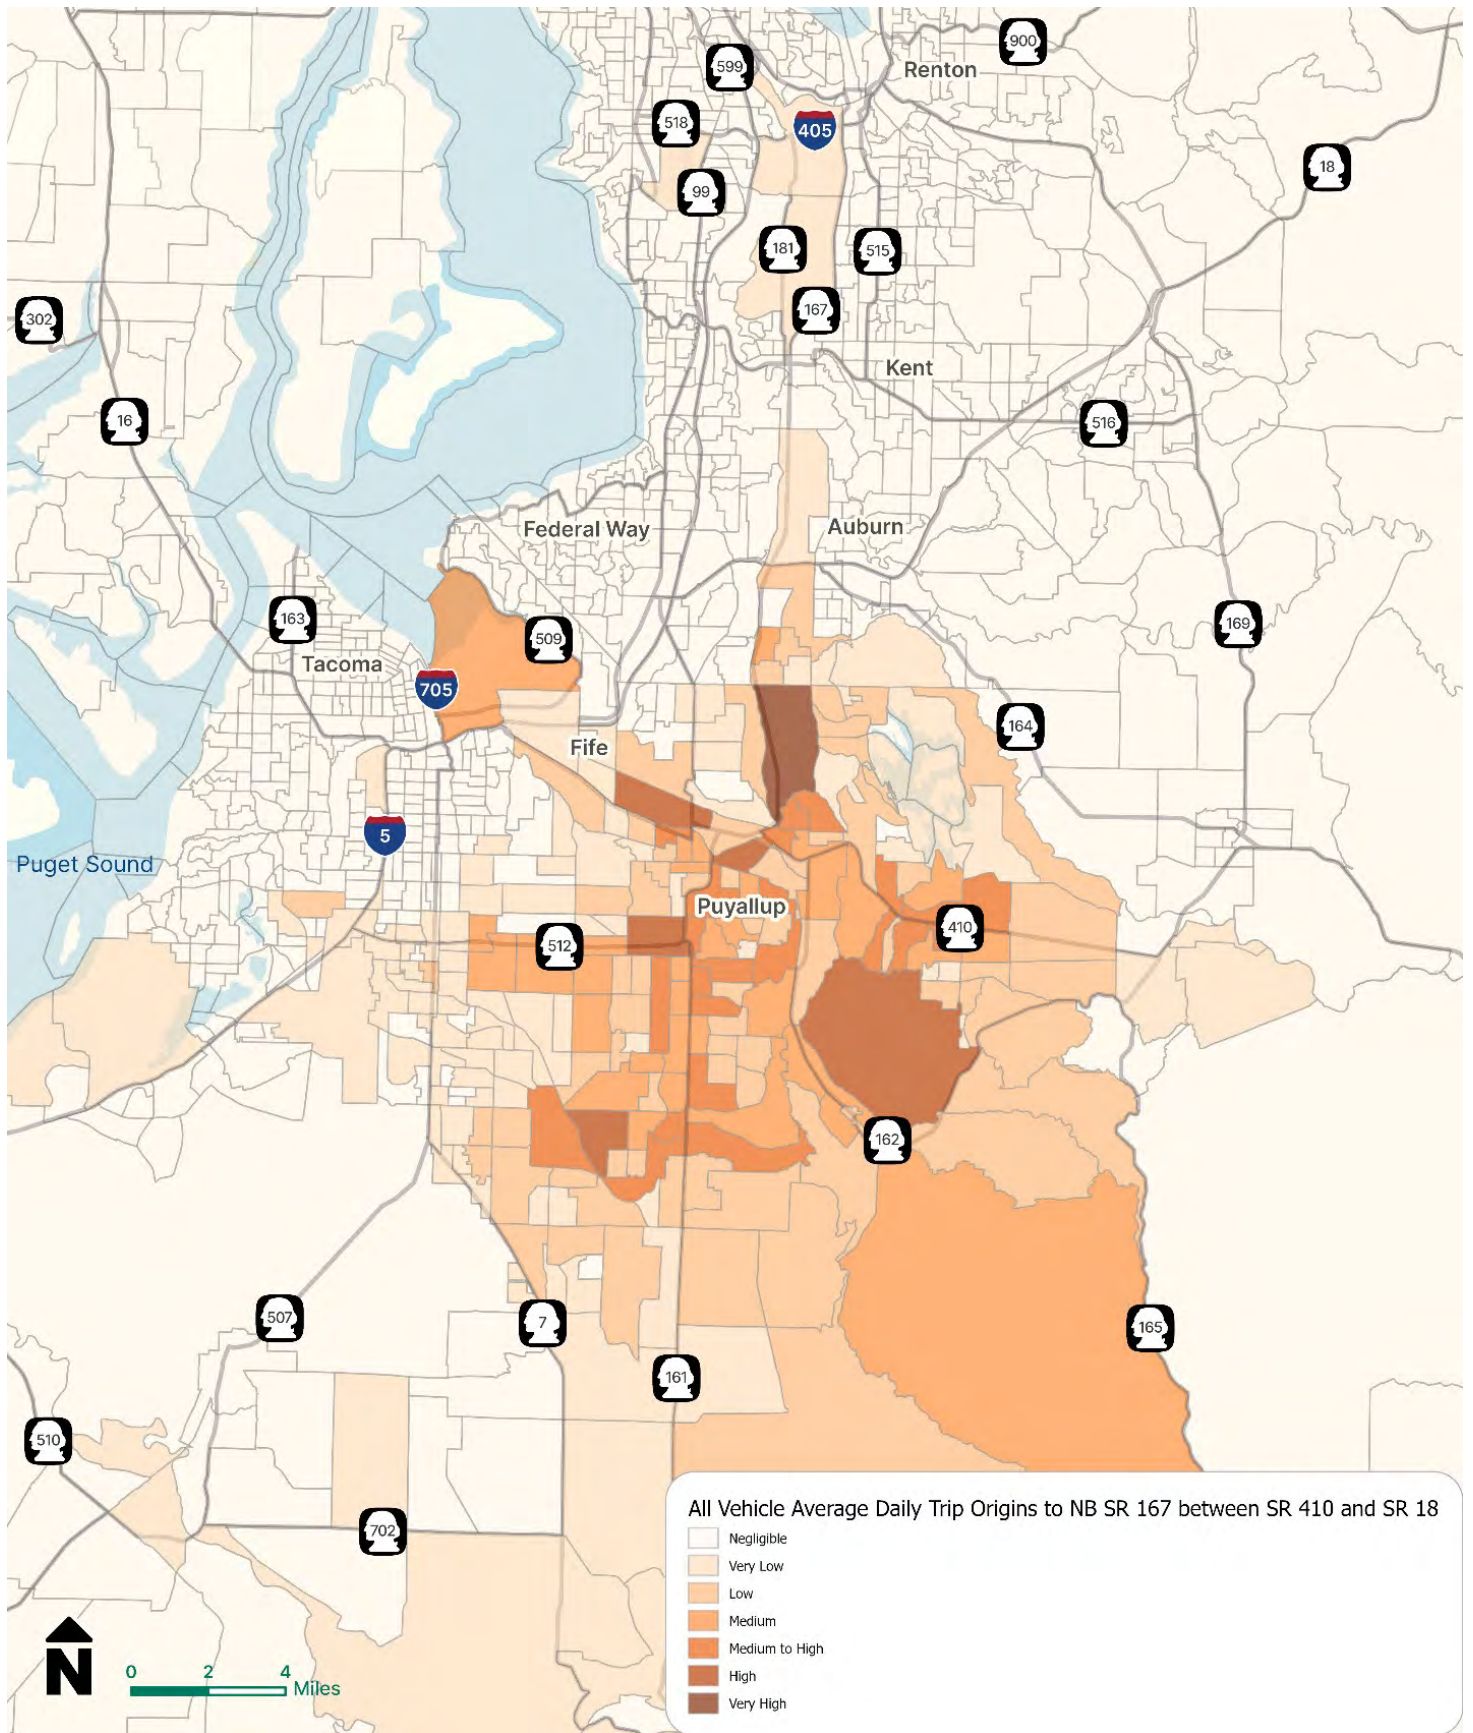 599
900
Renton
518
405
18
99
181
515
302
167
Kent
16
516
Federal Way
Auburn
163
509
169
Tacoma
705
164
Fife
5
Puget Sound
Puyallup
512
410
162
507
7
165
161
510
702
All Vehicle Average Daily Trip Origins to NB SR 167 between SR 410 and SR 18
Negligible
Very Low
Low
Medium
Medium to High
High
Very High
N
0 2 4
Miles